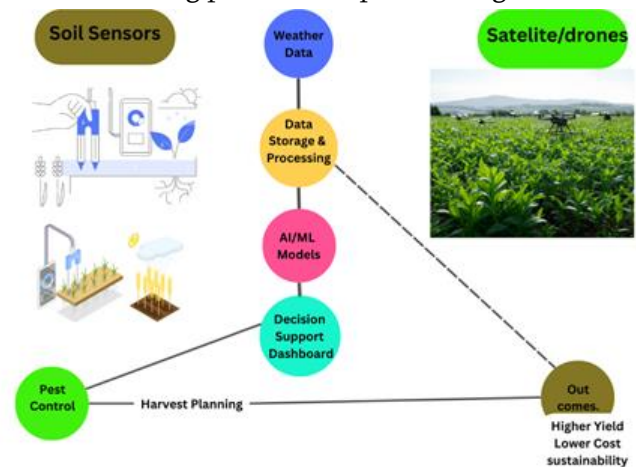 Soil Sensors
Weather
Data
Satelite/drones
Data
Storage &
Processing
AI/ML
Models
Decision
Support
Dashboard
Pest
Control
Harvest Planning
Out
comes.
Higher Yield
Lower Cost
sustainability